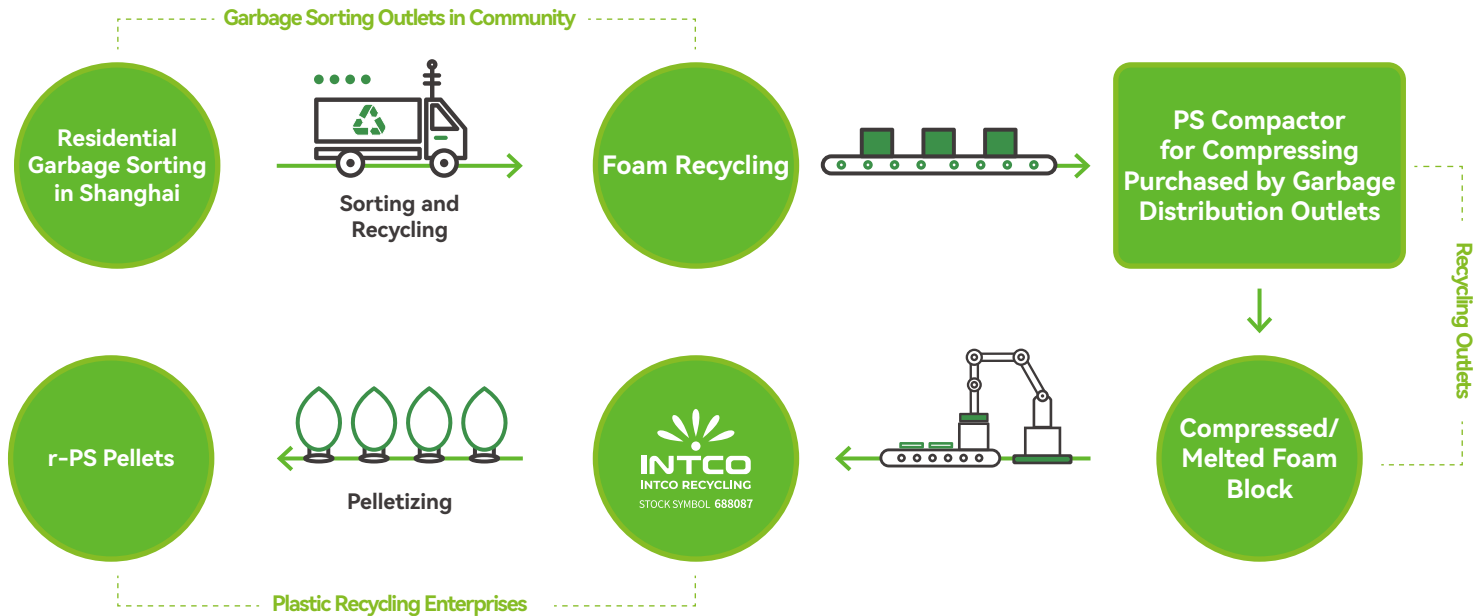 Garbage Sorting Outlets in Community
Residential
Garbage Sorting
in Shanghai
Sorting and
Recycling
Foam Recycling
PS Compactor
for Compressing
Purchased by Garbage
Distribution Outlets
Recycling Outlets
Compressed/
Melted Foam
Block
INTCO
INTCO RECYCLING
STOCK SYMBOL 688087
Pelletizing
r-PS Pellets
Plastic Recycling Enterprises